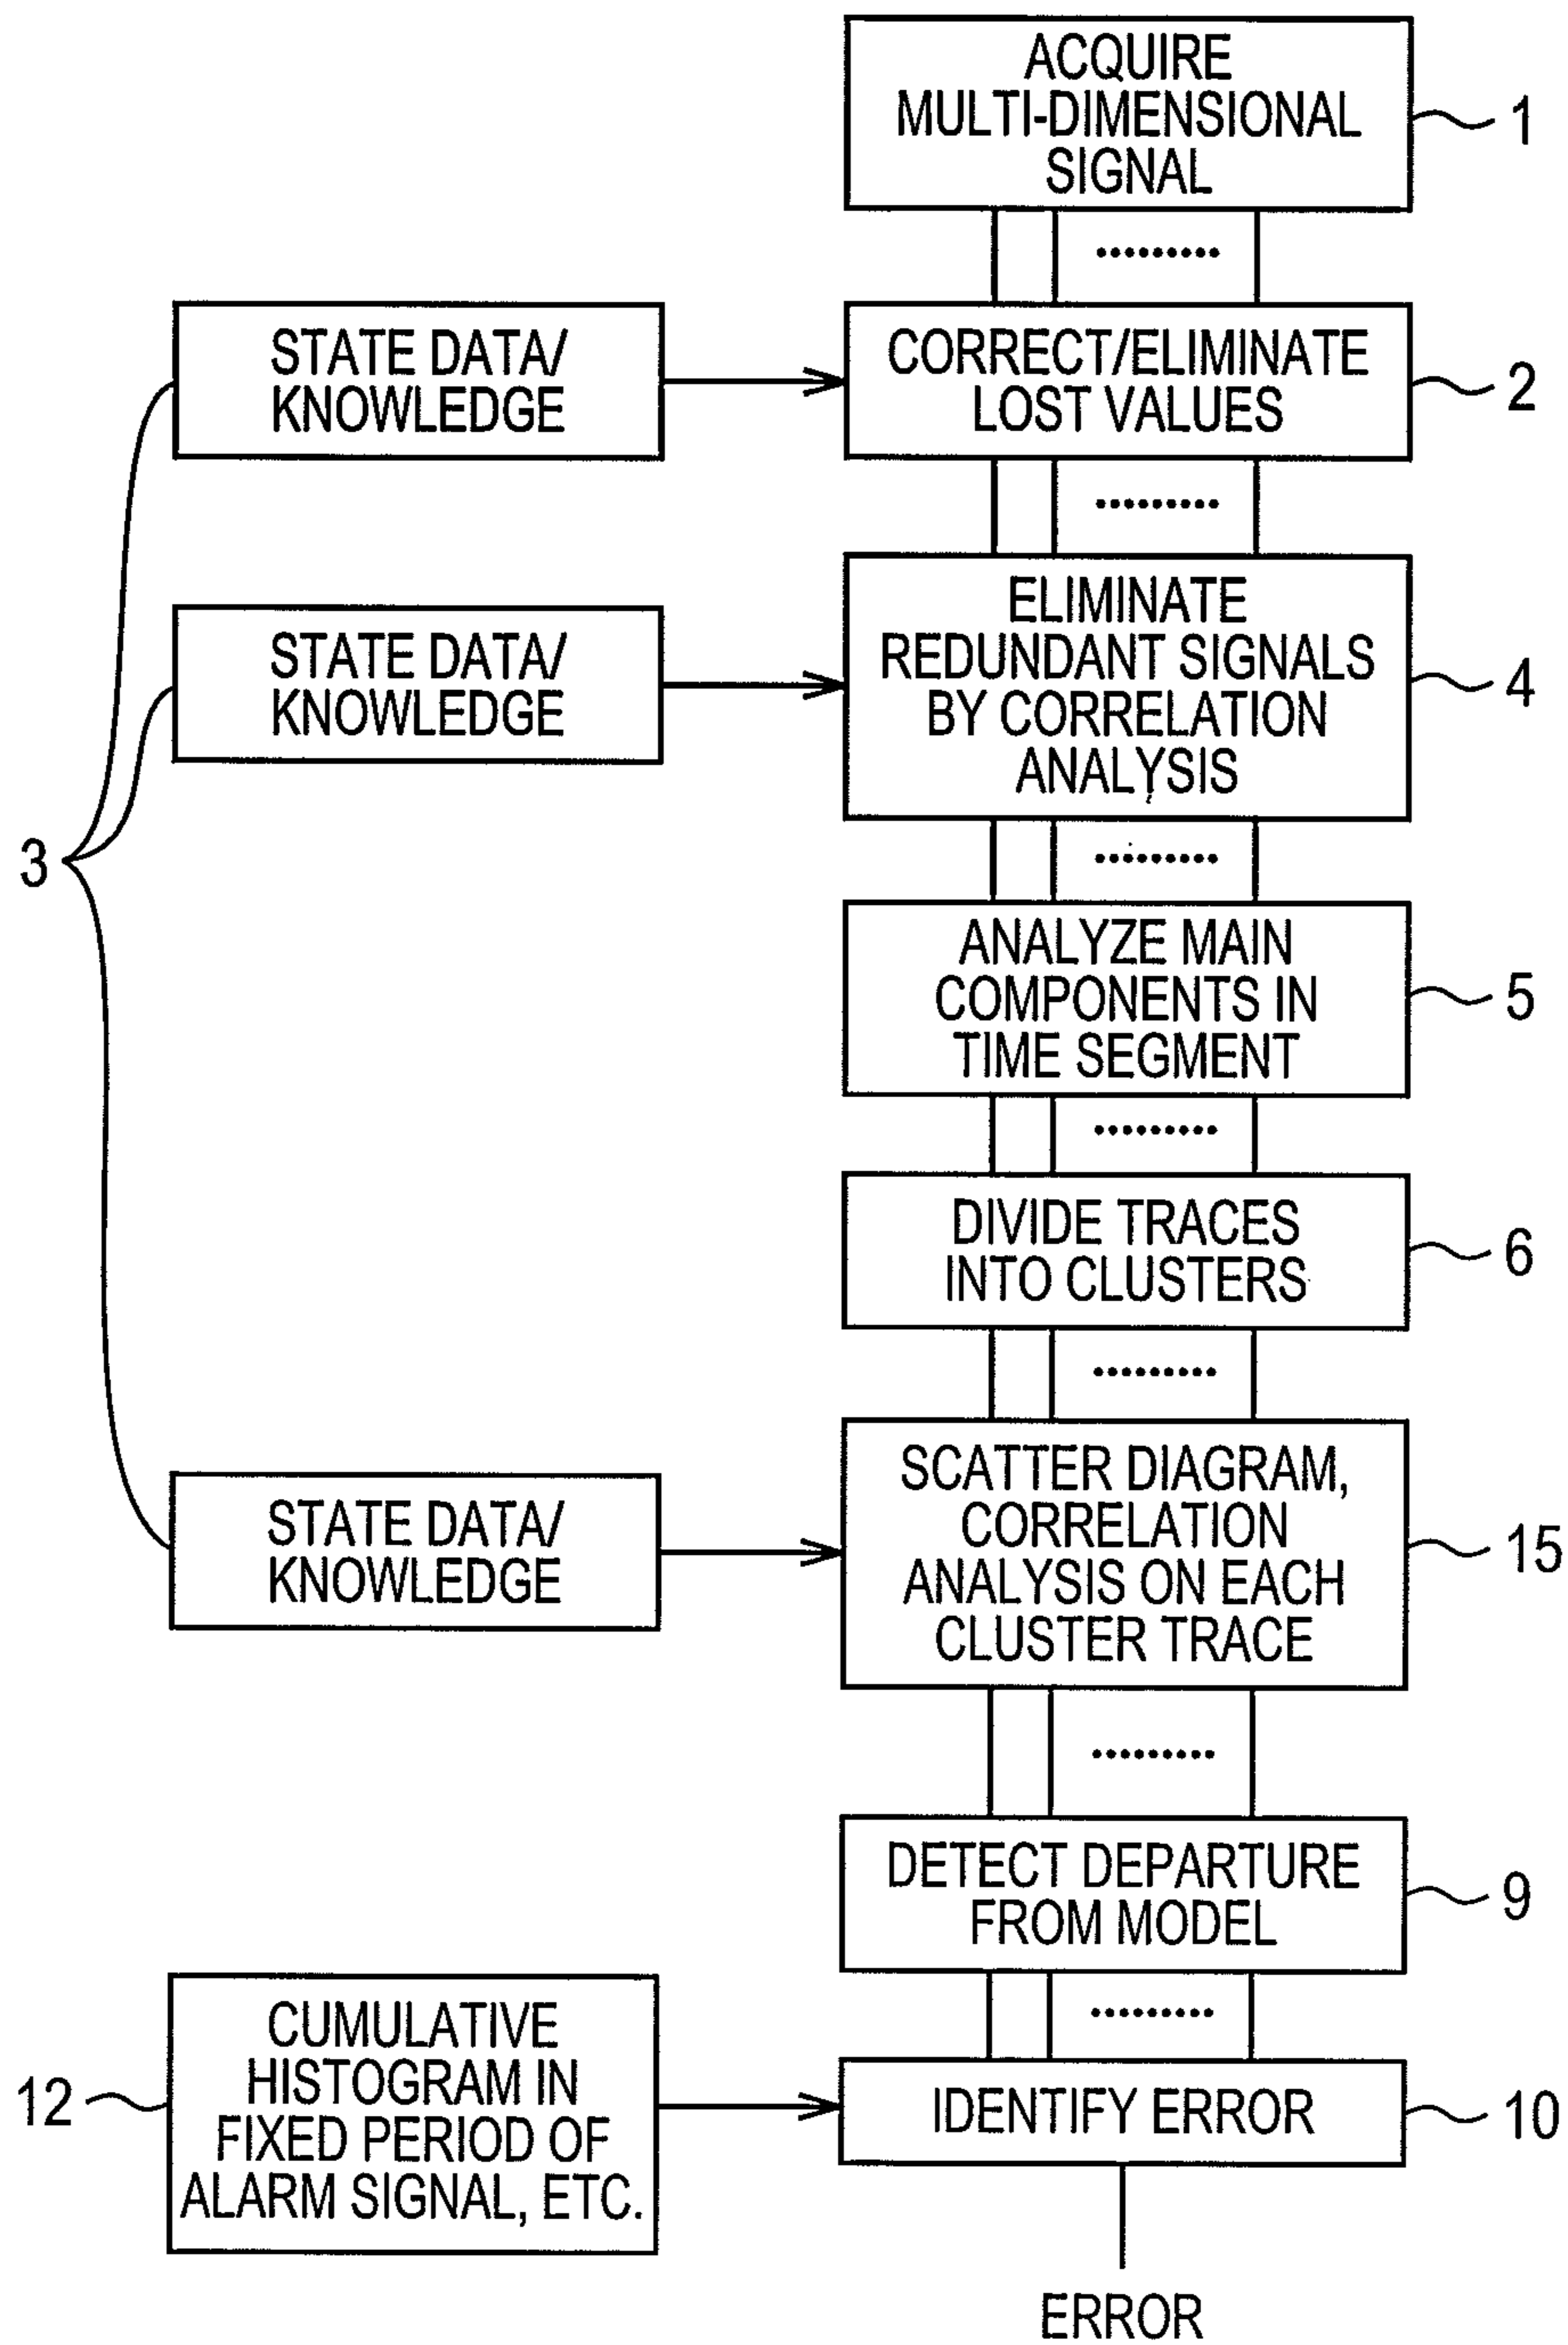 ACQUIRE
MULTI-DIMENSIONAL
SIGNAL
1
STATE DATA/
KNOWLEDGE
CORRECT/ELIMINATE
LOST VALUES
2
STATE DATA/
KNOWLEDGE
ELIMINATE
REDUNDANT SIGNALS
BY CORRELATION
ANALYSIS
4
3
ANALYZE MAIN
COMPONENTS IN
TIME SEGMENT
5
DIVIDE TRACES
INTO CLUSTERS
6
STATE DATA/
KNOWLEDGE
SCATTER DIAGRAM,
CORRELATION
ANALYSIS ON EACH
CLUSTER TRACE
15
DETECT DEPARTURE
FROM MODEL
9
12
CUMULATIVE
HISTOGRAM IN
FIXED PERIOD OF
ALARM SIGNAL, ETC.
IDENTIFY ERROR
10
ERROR